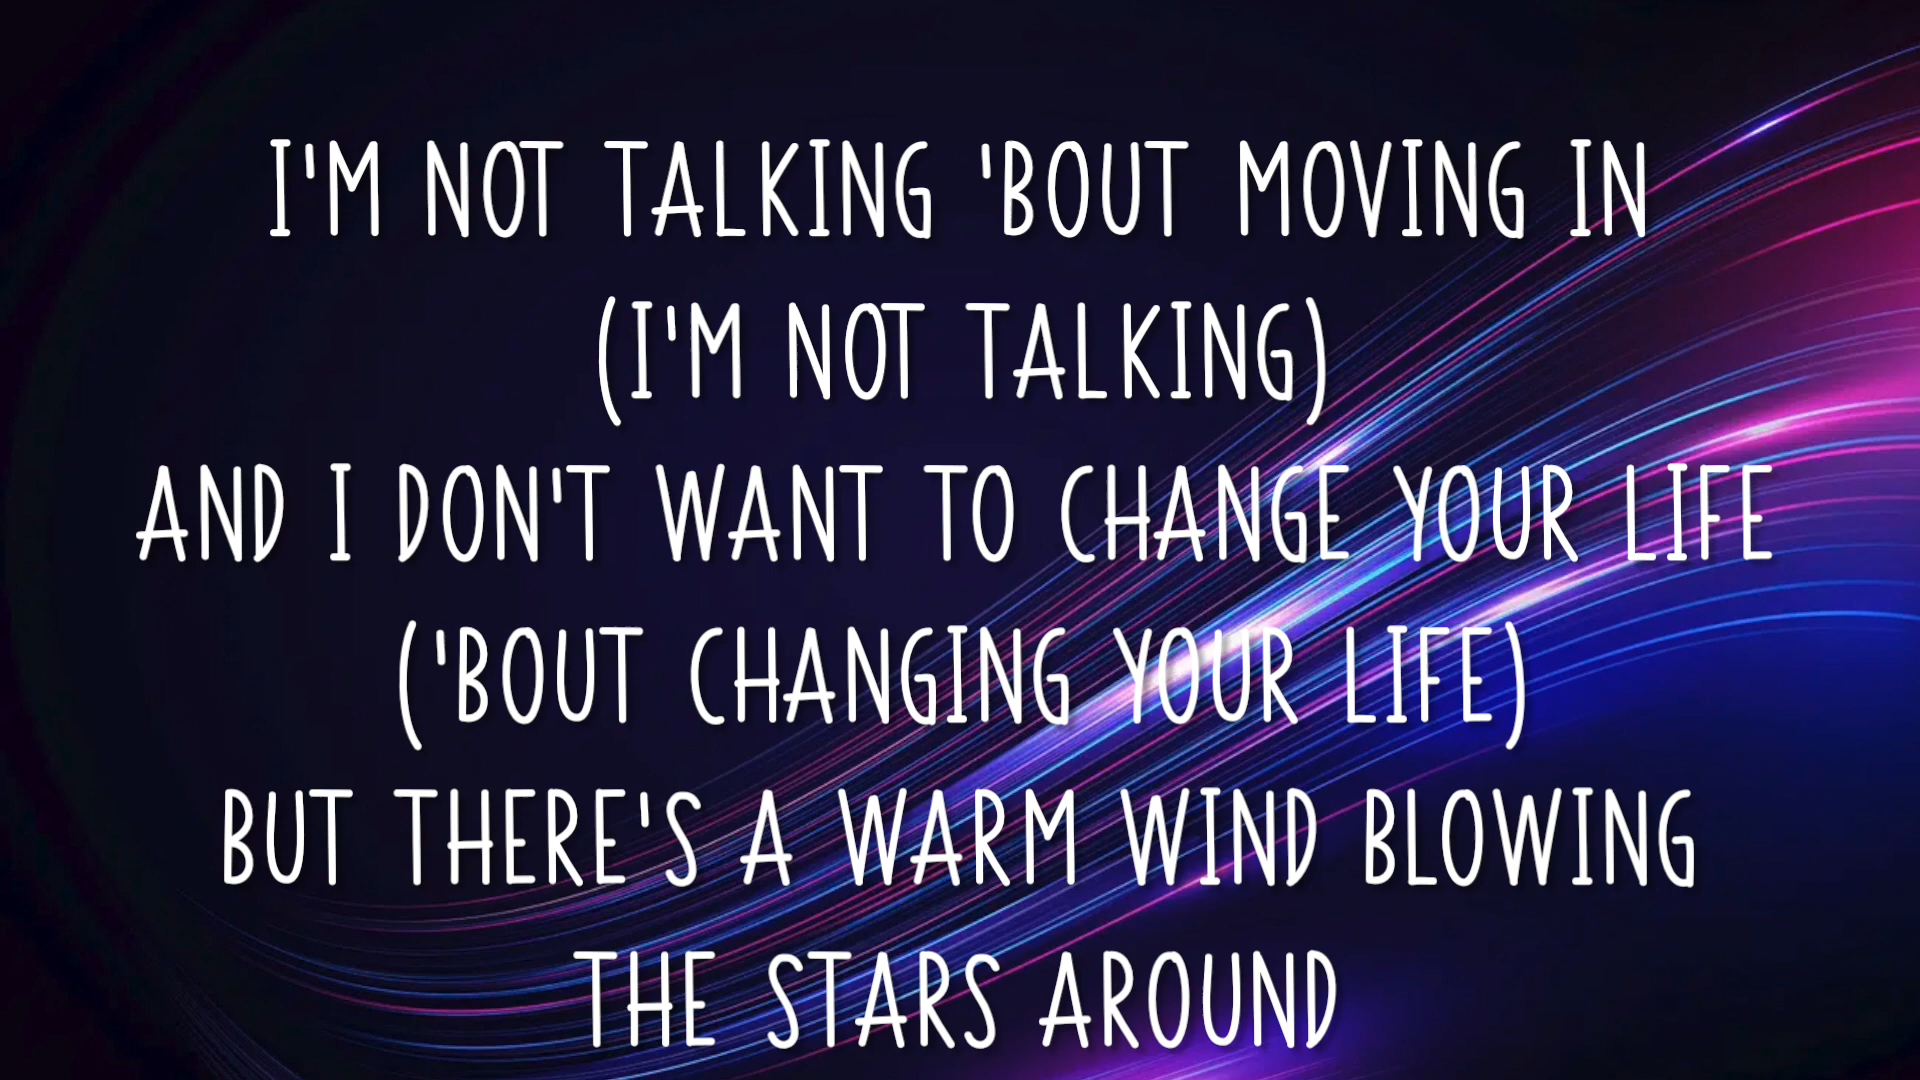 I'M NOT TALKING 'BOUT MOVING IN
(I'M NOT TALKING)
AND I DON'T WANT TO CHANGE YOUR LIFE
('BOUT CHANGING YOUR LIFE)
BUT THERE'S A WARM WIND BLOWING
THE STARS AROUND